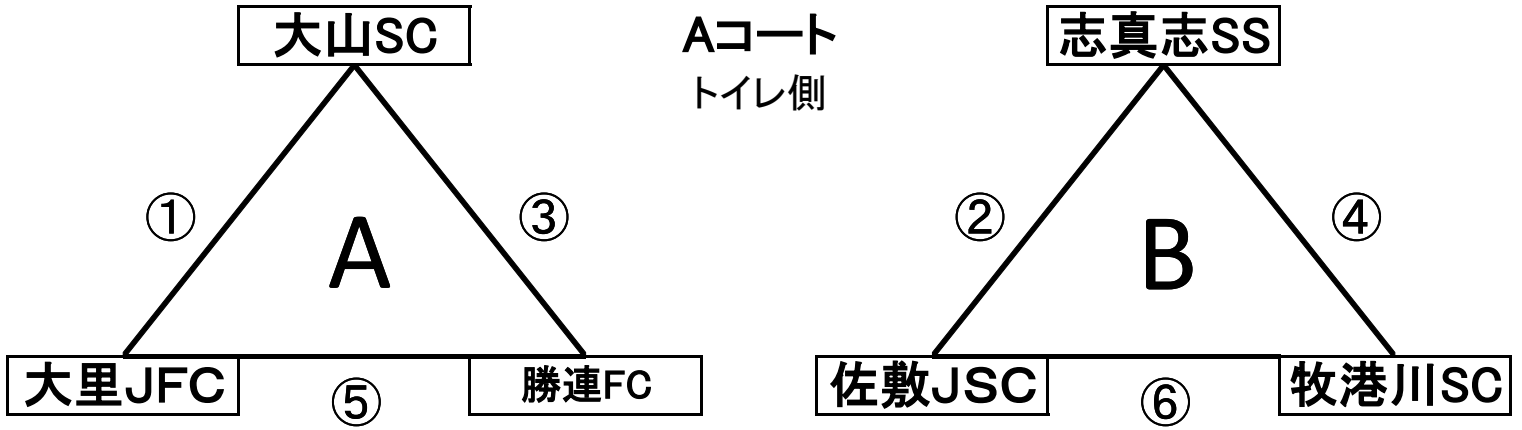 大山SC
Aコート
志真志SS
トイレ側
①
③
②
④
A
B
大里JFC
⑤
勝連FC
佐敷JSC
⑥
牧港川SC